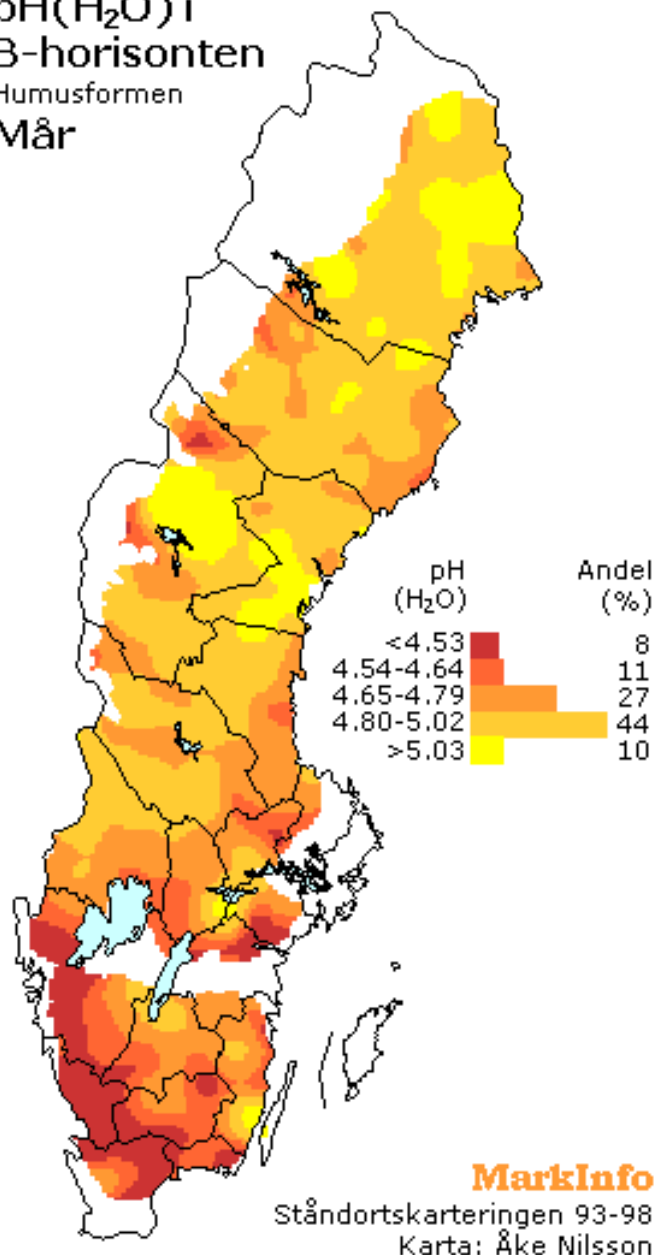 pH(H₂O) i
B-horisonten
Humusformen
Mår
pH Andel
(H₂O) (%)
<4.53 8
4.54-4.64 11
4.65-4.79 27
4.80-5.02 44
>5.03 10
MarkInfo
Ståndortskarteringen 93-98
Karta: Åke Nilsson